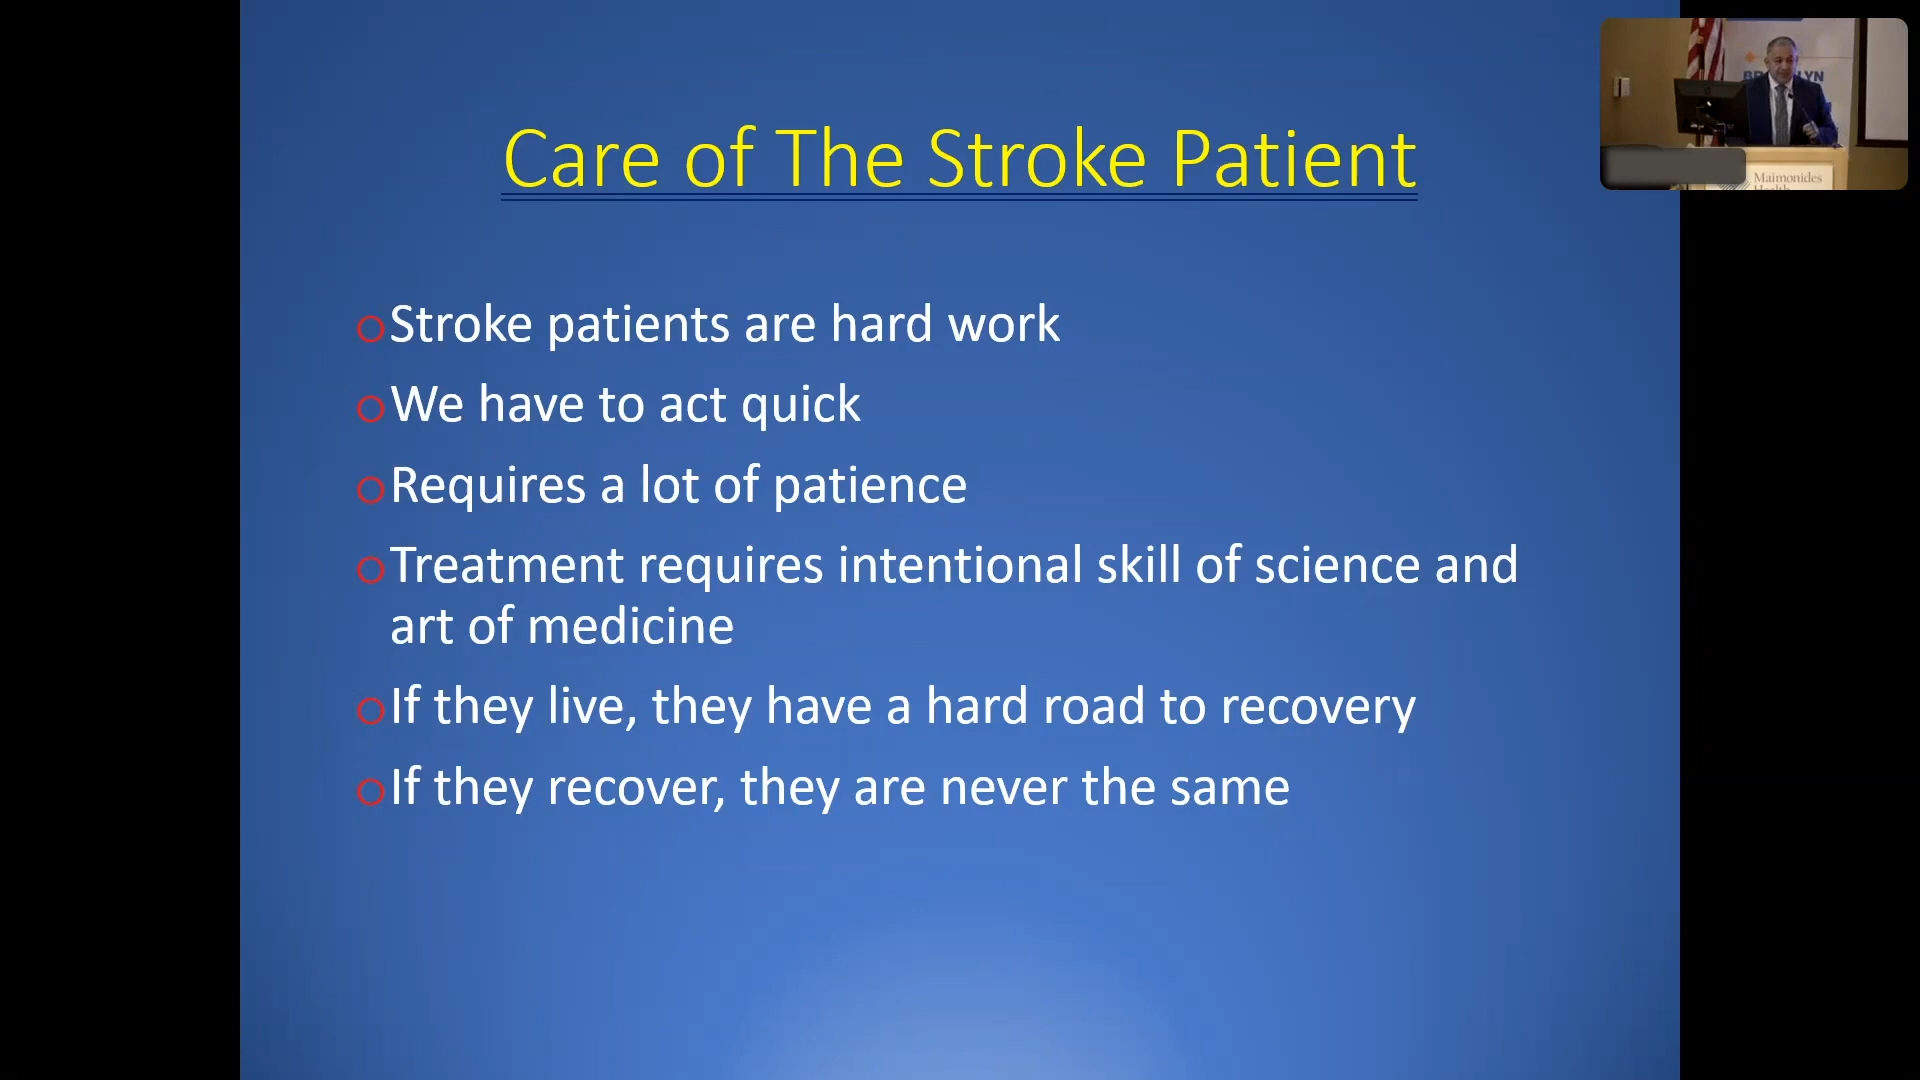 Care of The Stroke Patient
Stroke patients are hard work
We have to act quick
Requires a lot of patience
Treatment requires intentional skill of science and
art of medicine
If they live, they have a hard road to recovery
If they recover, they are never the same
Maimonides
Health